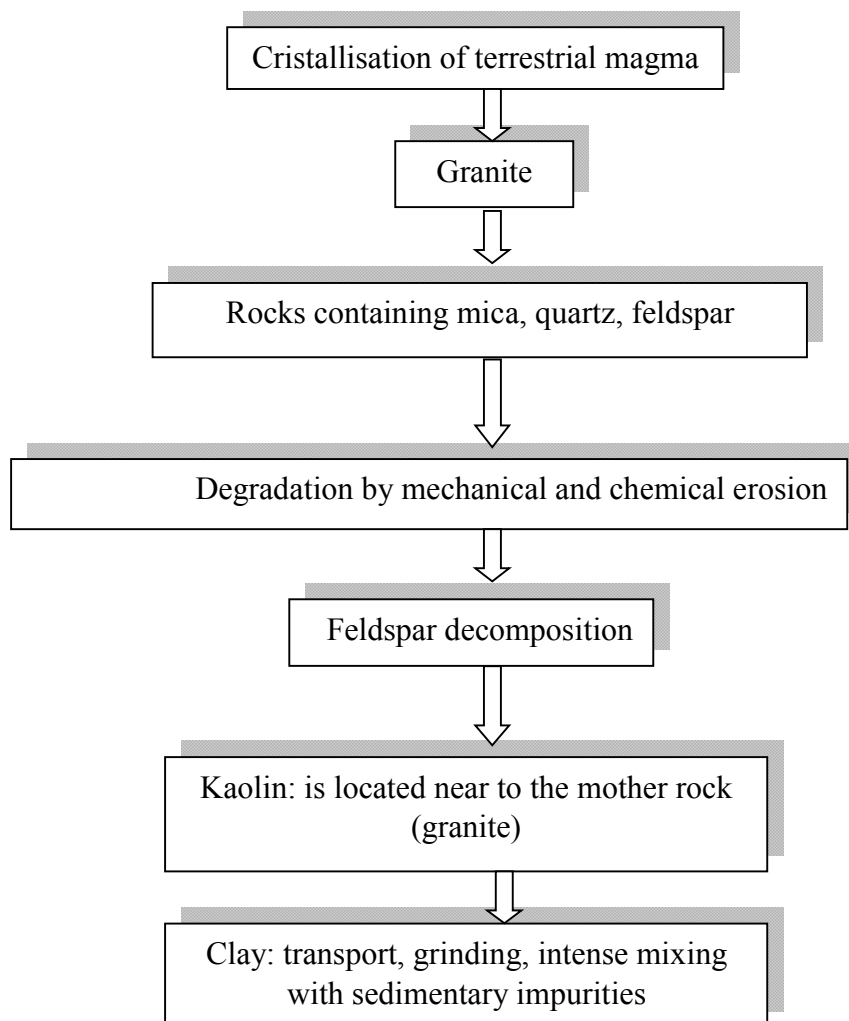 Cristallisation of terrestrial magma
Granite
Rocks containing mica, quartz, feldspar
Degradation by mechanical and chemical erosion
Feldspar decomposition
Kaolin: is located near to the mother rock
(granite)
Clay: transport, grinding, intense mixing
with sedimentary impurities